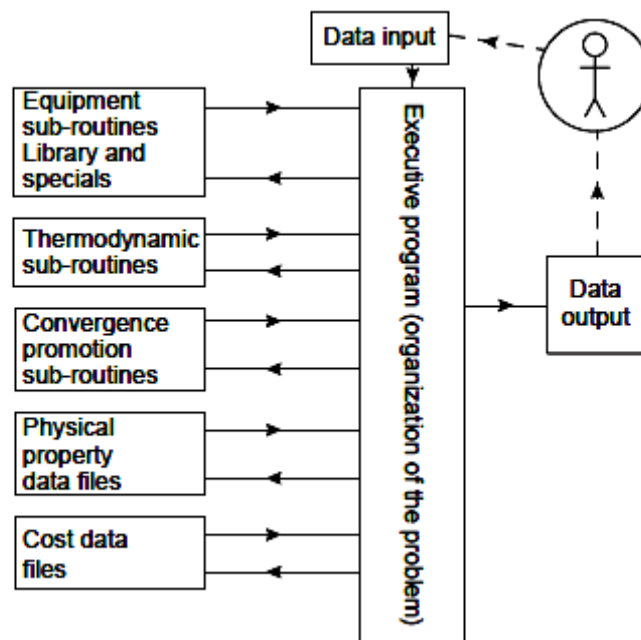 Data input
Equipment
sub-routines
Library and
specials
Thermodynamic
sub-routines
Convergence
promotion
sub-routines
Physical
property
data files
Cost data
files
Executive program (organization of the problem)
Data
output